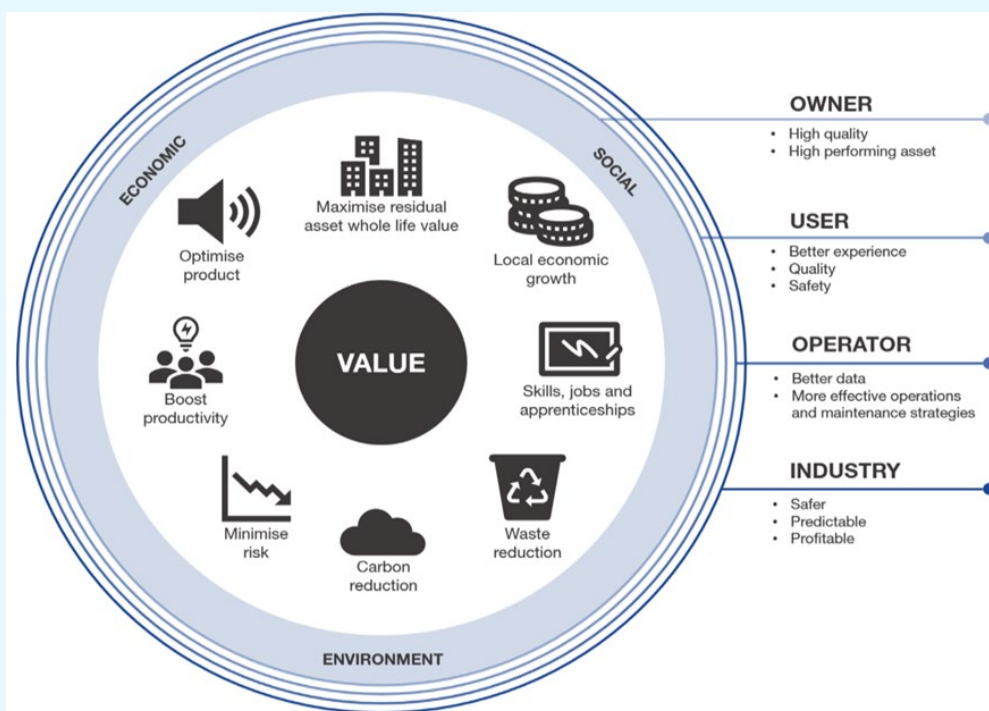 ECONOMIC
SOCIAL
ENVIRONMENT
Maximise residual
asset whole life value
Local economic
growth
Skills, jobs and
apprenticeships
Waste
reduction
Carbon
reduction
Minimise
risk
Boost
productivity
Optimise
product
VALUE
OWNER
• High quality
• High performing asset
USER
• Better experience
• Quality
• Safety
OPERATOR
• Better data
• More effective operations
and maintenance strategies
INDUSTRY
• Safer
• Predictable
• Profitable